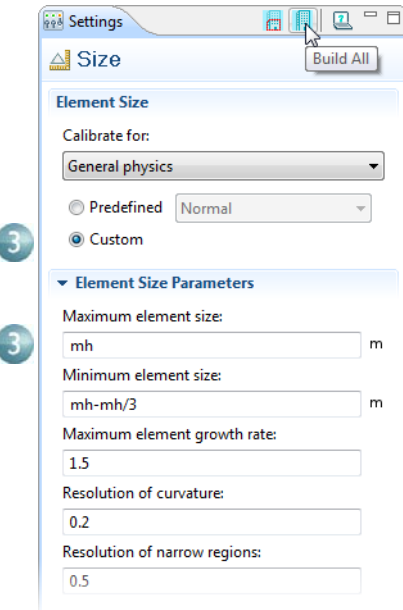 Settings
Size
Build All
Element Size
Calibrate for:
General physics
Predefined Normal
3 Custom
Element Size Parameters
Maximum element size:
3 mh m
Minimum element size:
mh-mh/3 m
Maximum element growth rate:
1.5
Resolution of curvature:
0.2
Resolution of narrow regions:
0.5